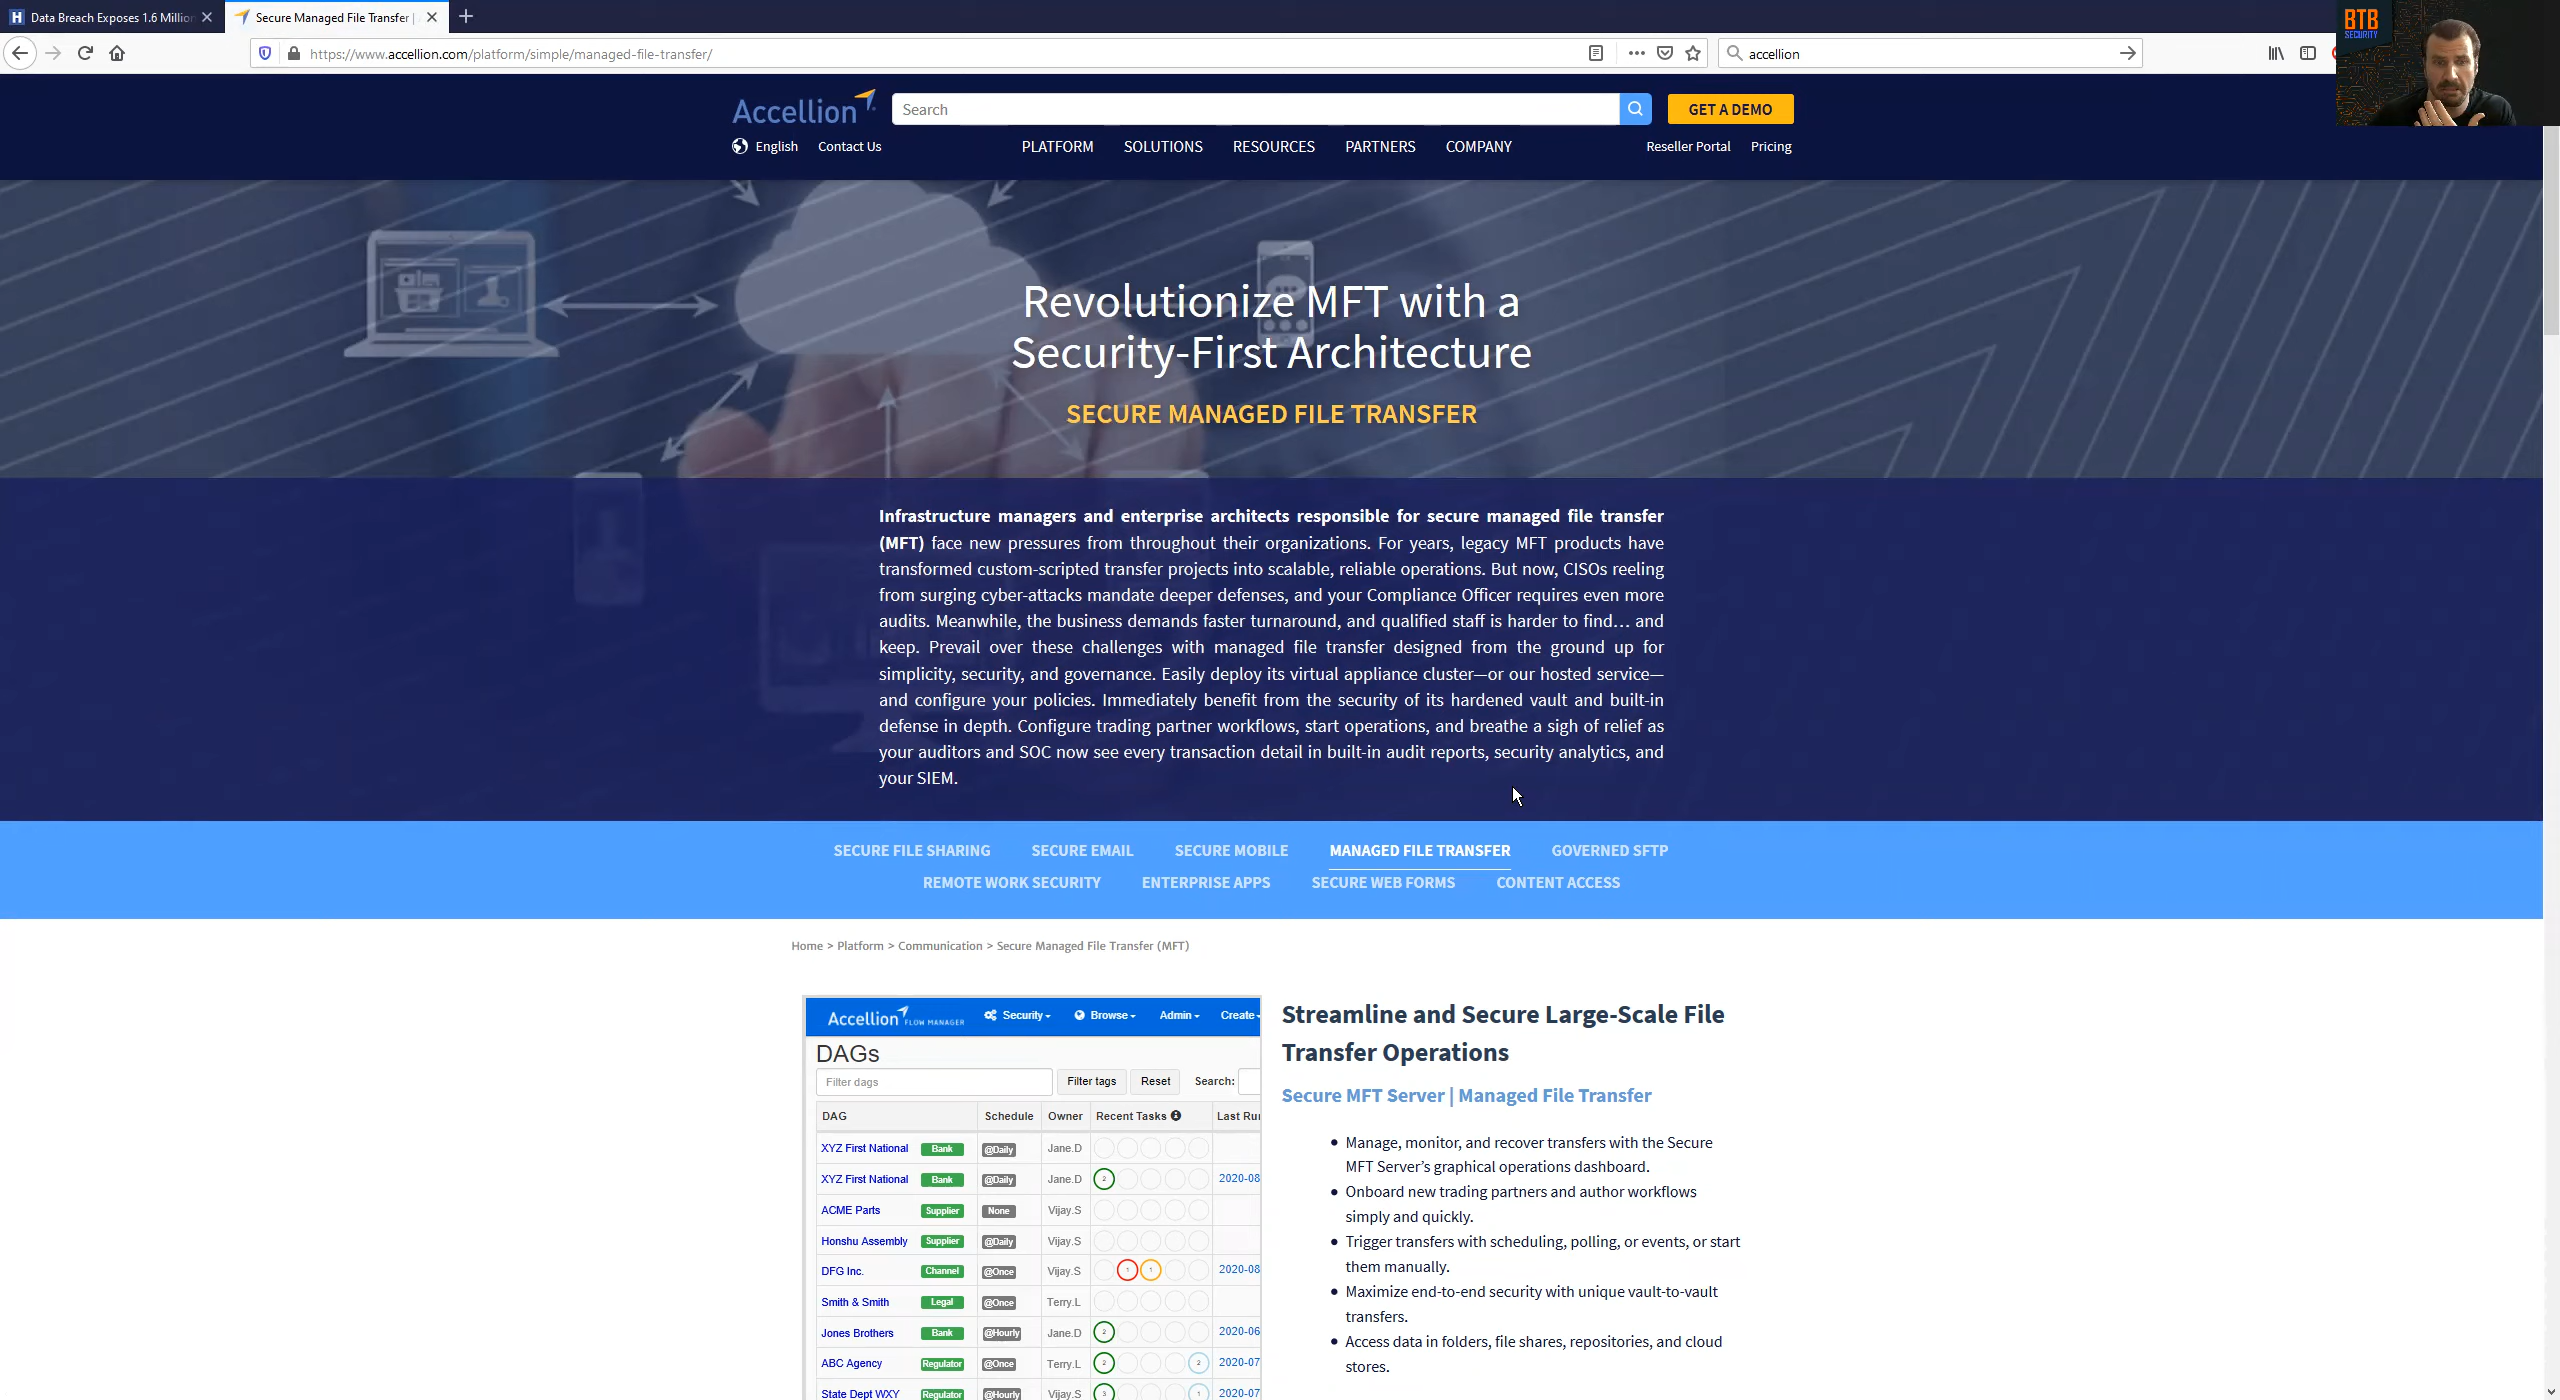 Data Breach Exposes 1.6 Million
Secure Managed File Transfer |
https://www.accellion.com/platform/simple/managed-file-transfer/
accellion
BTB
SECURITY
Accellion
Search
GET A DEMO
English
Contact Us
PLATFORM
SOLUTIONS
RESOURCES
PARTNERS
COMPANY
Reseller Portal
Pricing
Revolutionize MFT with a
Security-First Architecture
SECURE MANAGED FILE TRANSFER
Infrastructure managers and enterprise architects responsible for secure managed file transfer
(MFT) face new pressures from throughout their organizations. For years, legacy MFT products have
transformed custom-scripted transfer projects into scalable, reliable operations. But now, CISOs reeling
from surging cyber-attacks mandate deeper defenses, and your Compliance Officer requires even more
audits. Meanwhile, the business demands faster turnaround, and qualified staff is harder to find… and
keep. Prevail over these challenges with managed file transfer designed from the ground up for
simplicity, security, and governance. Easily deploy its virtual appliance cluster—or our hosted service—
and configure your policies. Immediately benefit from the security of its hardened vault and built-in
defense in depth. Configure trading partner workflows, start operations, and breathe a sigh of relief as
your auditors and SOC now see every transaction detail in built-in audit reports, security analytics, and
your SIEM.
SECURE FILE SHARING SECURE EMAIL SECURE MOBILE MANAGED FILE TRANSFER GOVERNED SFTP
REMOTE WORK SECURITY ENTERPRISE APPS SECURE WEB FORMS CONTENT ACCESS
Home > Platform > Communication > Secure Managed File Transfer (MFT)
Accellion FLOW MANAGER Security Browse Admin Create
DAGs
Filter dags Filter tags Reset Search:
DAG Schedule Owner Recent Tasks Last Ru
XYZ First National Bank @Daily Jane.D
XYZ First National Bank @Daily Jane.D 2 2020-08
ACME Parts Supplier None Vijay.S
Honshu Assembly Supplier @Daily Vijay.S
DFG Inc. Channel @Once Vijay.S 1 1 2020-08
Smith & Smith Legal @Once Terry.L
Jones Brothers Bank @Hourly Jane.D 2 2020-06
ABC Agency Regulator @Once Terry.L 2 2 2020-07
State Dept WXY Regulator @Hourly Vijay.S 3 1 2020-07
Streamline and Secure Large-Scale File
Transfer Operations
Secure MFT Server | Managed File Transfer
• Manage, monitor, and recover transfers with the Secure
MFT Server’s graphical operations dashboard.
• Onboard new trading partners and author workflows
simply and quickly.
• Trigger transfers with scheduling, polling, or events, or start
them manually.
• Maximize end-to-end security with unique vault-to-vault
transfers.
• Access data in folders, file shares, repositories, and cloud
stores.